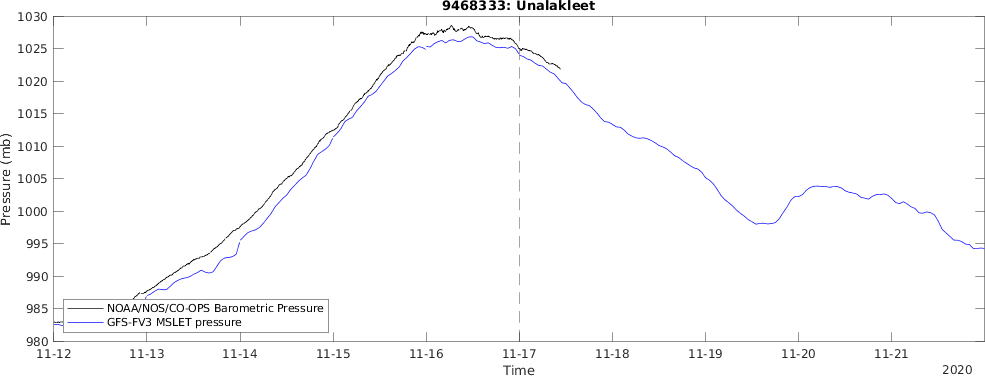 9468333: Unalakleet
1030
1025
1020
1015
1010
1005
1000
995
990
985
980
Pressure (mb)
NOAA/NOS/CO-OPS Barometric Pressure
GFS-FV3 MSLET pressure
11-12 11-13 11-14 11-15 11-16 11-17 11-18 11-19 11-20 11-21
Time
2020